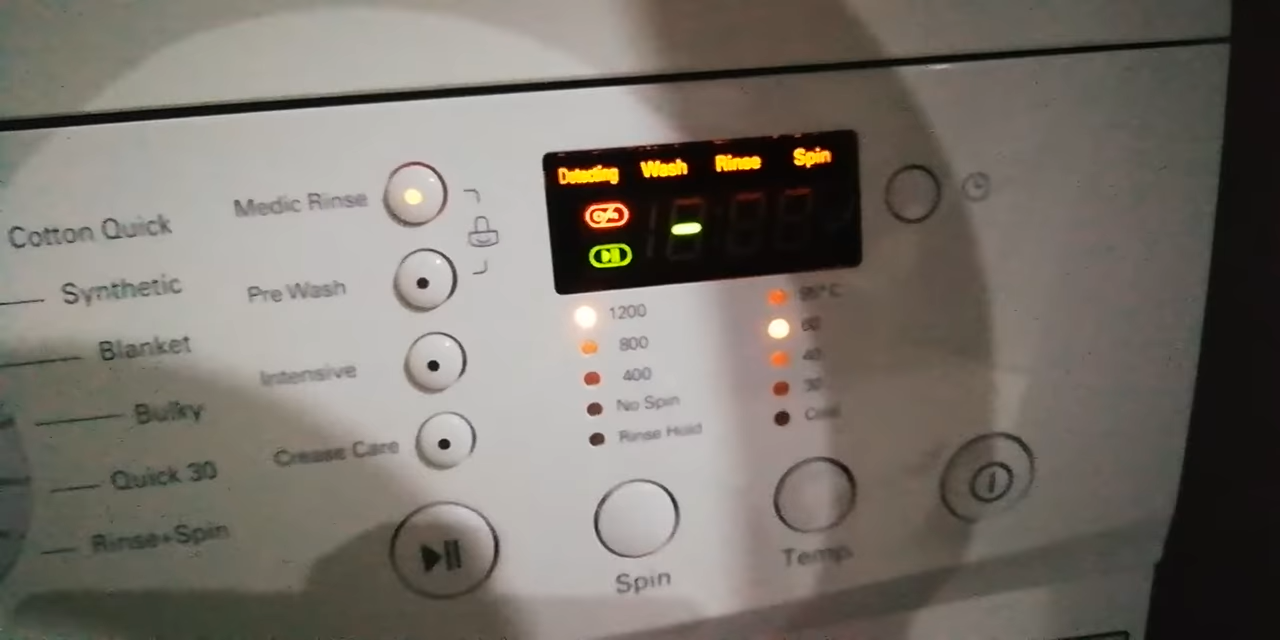 Cotton Quick
Synthetic
Blanket
Bulky
Quick 30
Rinse+Spin
Medic Rinse
Pre Wash
Intensive
Crease Care
Detecting Wash Rinse Spin
1200
800
400
No Spin
Rinse Hold
Spin
95°C
60
40
30
Cold
Temp.